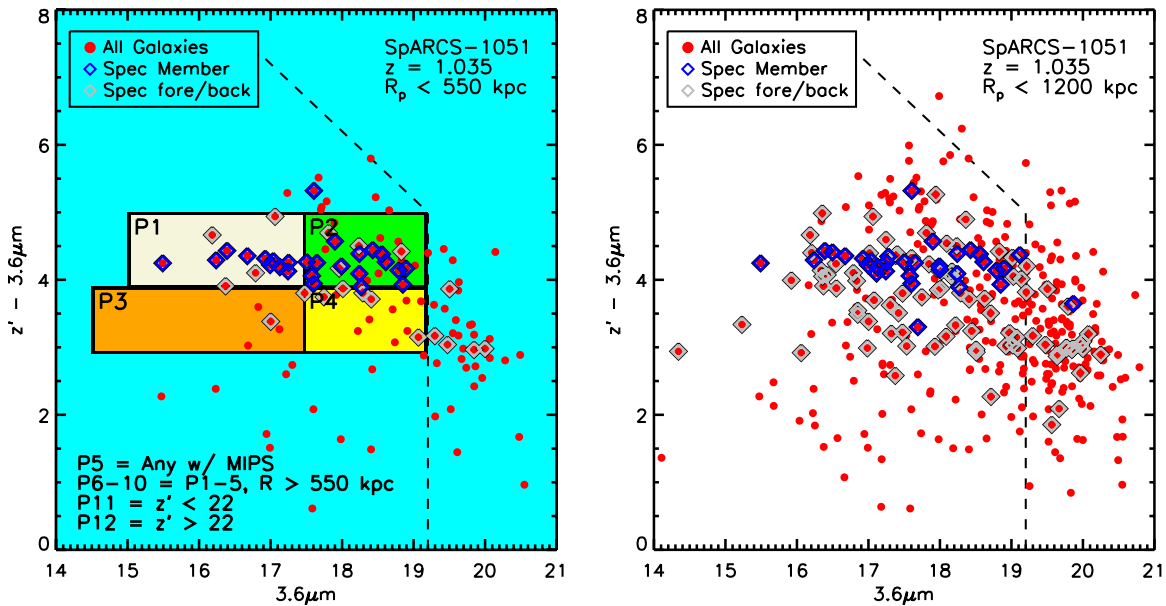 All Galaxies
Spec Member
Spec fore/back
SpARCS-1051
z = 1.035
Rp < 550 kpc
P1
P2
P3
P4
P5 = Any w/ MIPS
P6-10 = P1-5, R > 550 kpc
P11 = z' < 22
P12 = z' > 22
0
2
4
6
8
14
15
16
17
18
19
20
21
3.6μm
z' - 3.6μm
All Galaxies
Spec Member
Spec fore/back
SpARCS-1051
z = 1.035
Rp < 1200 kpc
0
2
4
6
8
14
15
16
17
18
19
20
21
3.6μm
z' - 3.6μm